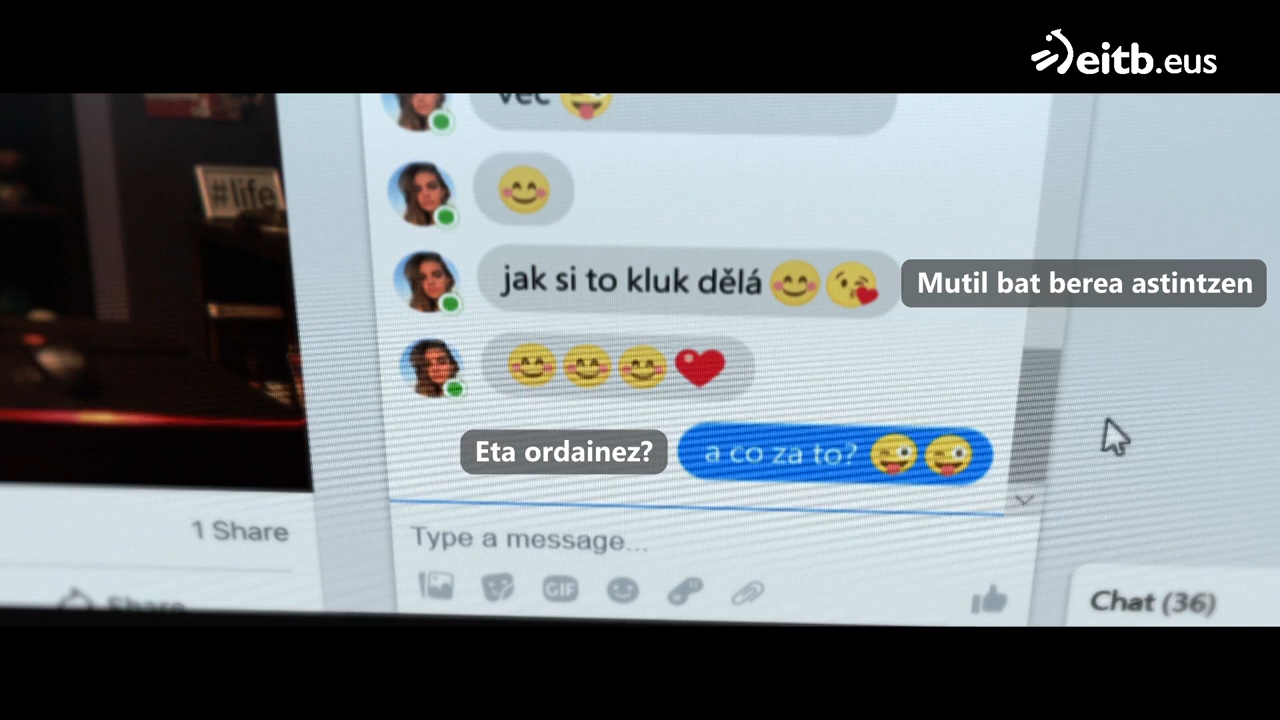 eitb.eus
věc
#life
jak si to kluk dělá
Mutil bat berea astintzen
Eta ordainez?
a co za to?
1 Share
Type a message...
GIF
Share
Chat (36)